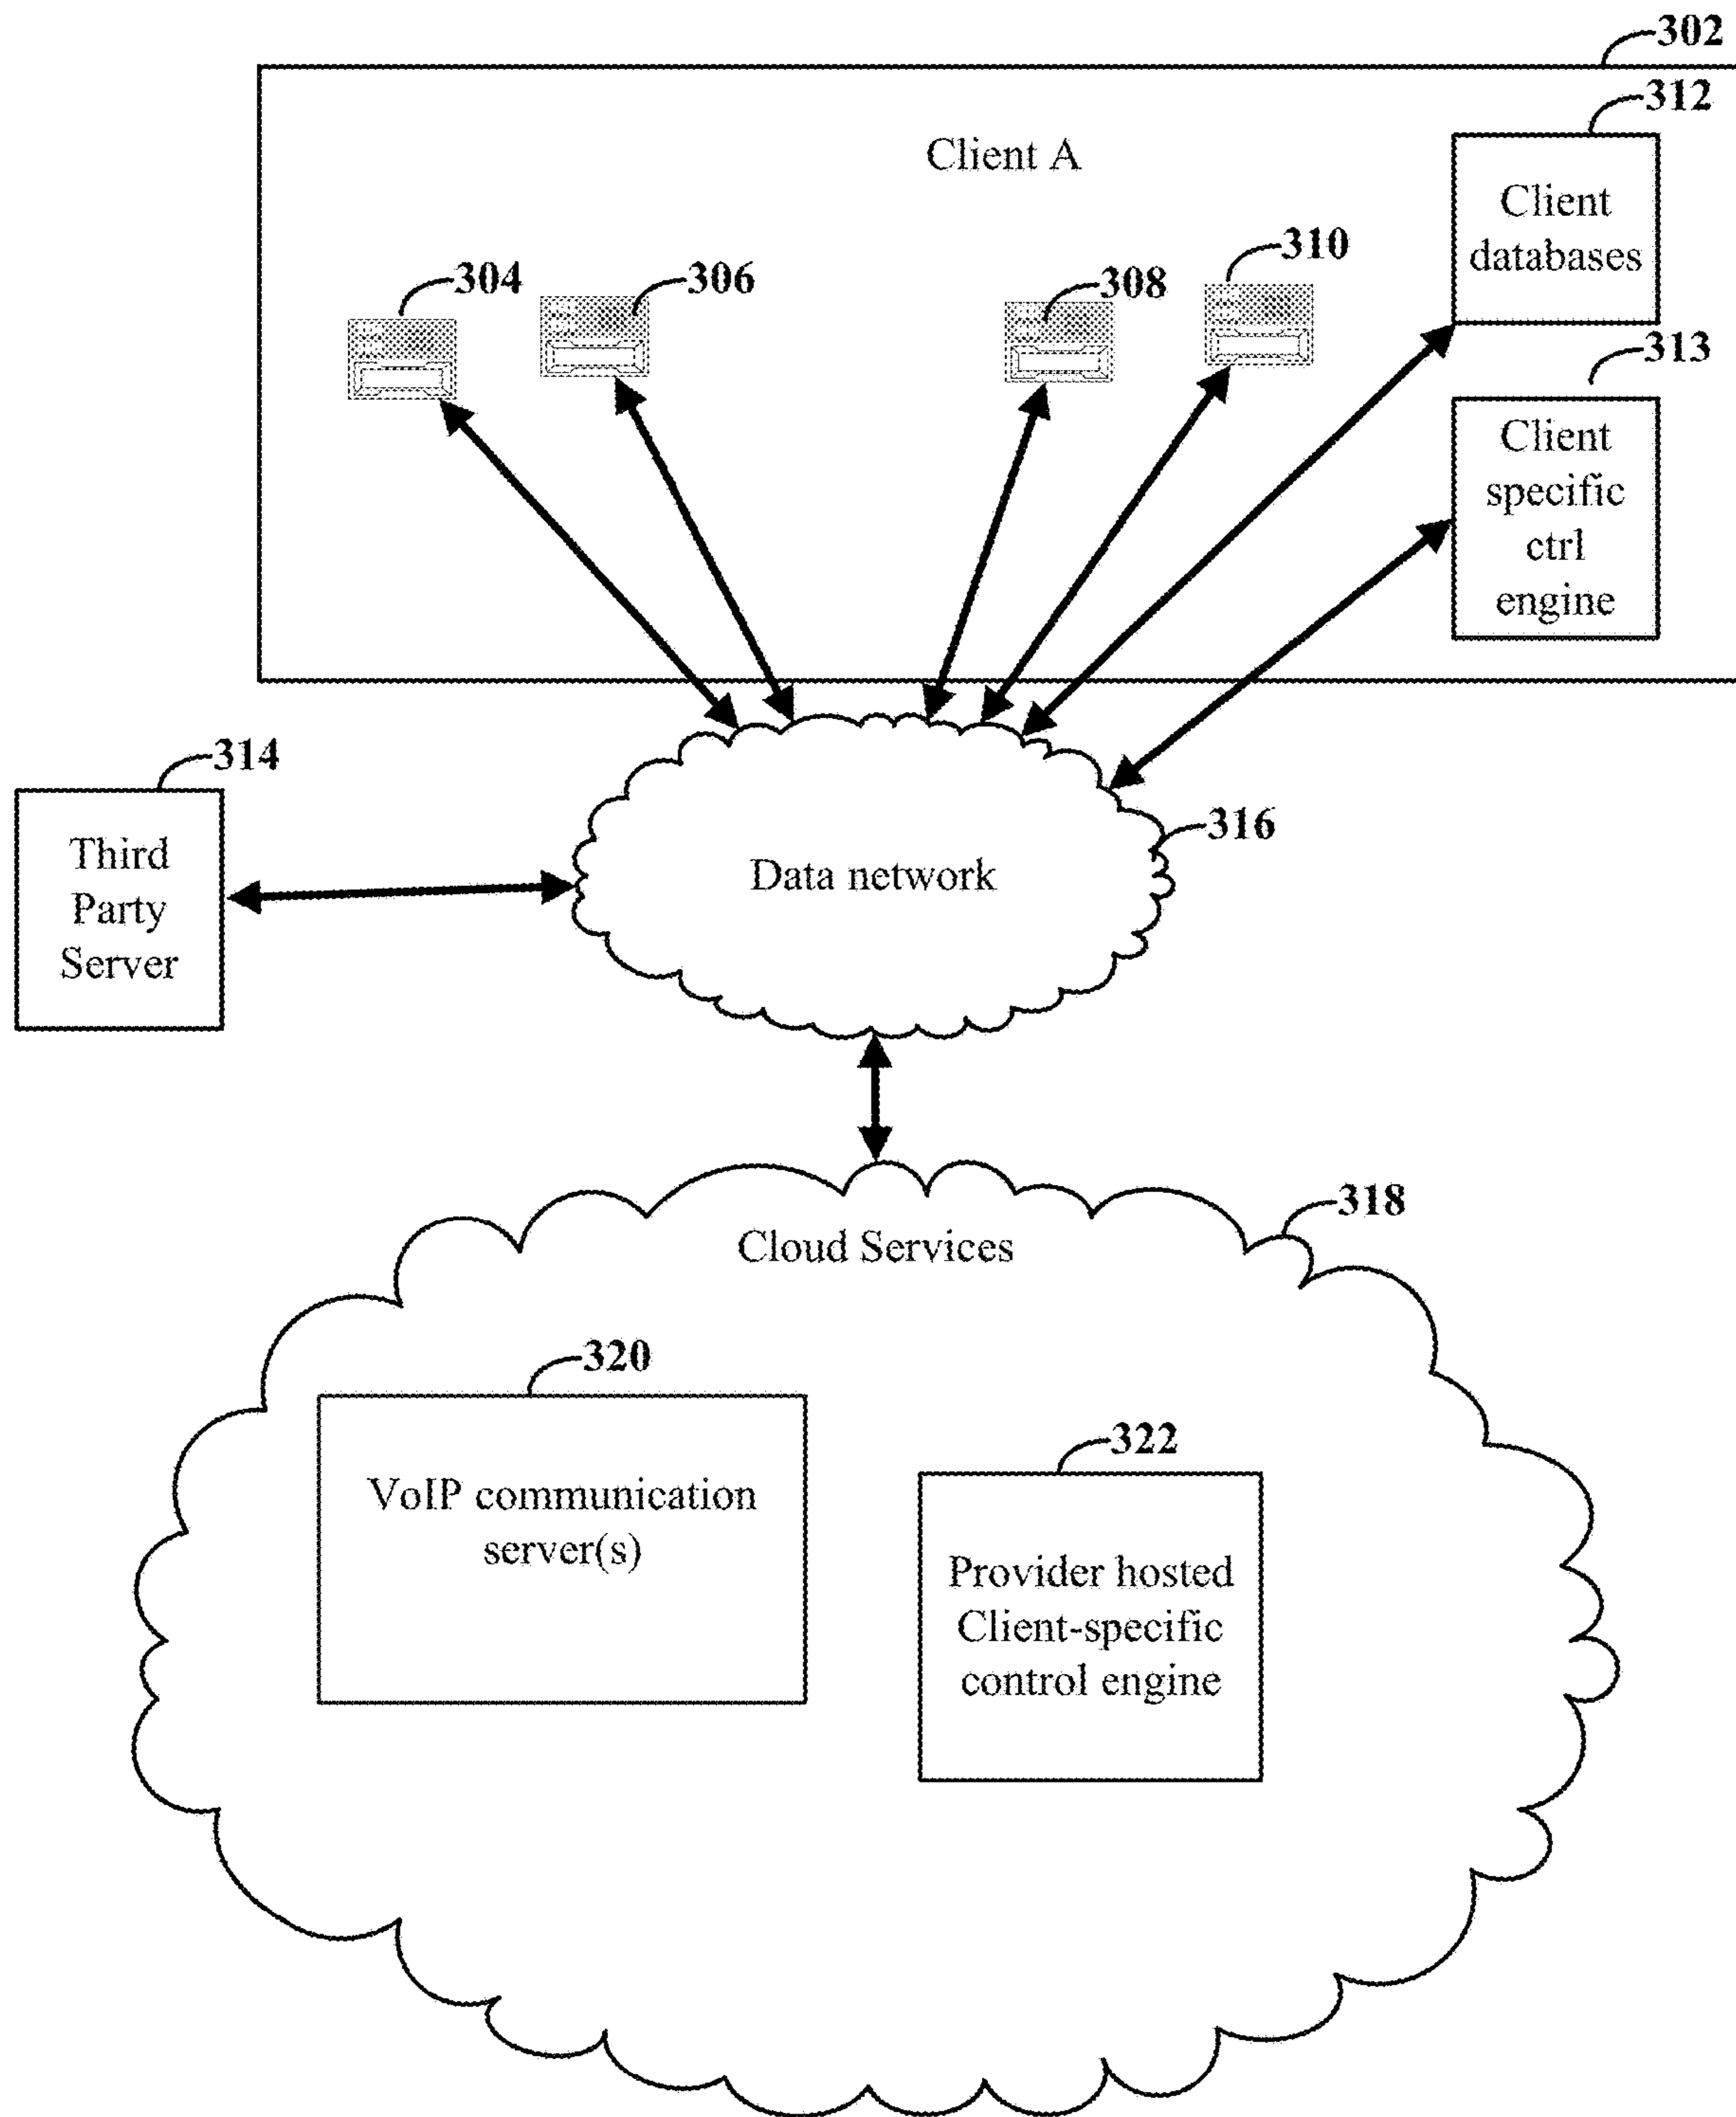 302
312
Client A
Client
databases
304
306
308
310
313
Client
specific
ctrl
engine
314
Third
Party
Server
316
Data network
318
Cloud Services
320
VoIP communication
server(s)
322
Provider hosted
Client-specific
control engine